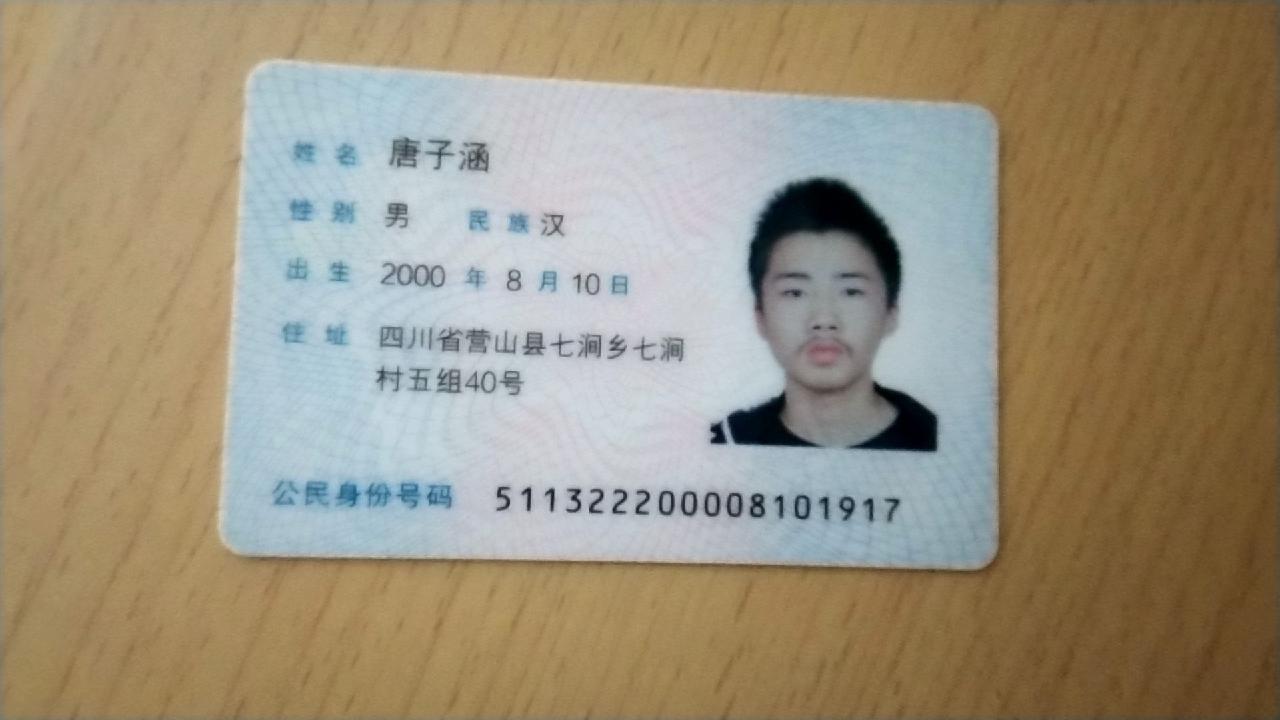 姓名 唐子涵
性别 男 民族 汉
出生 2000 年 8 月 10 日
住址 四川省营山县七涧乡七涧
村五组40号
公民身份号码 511322200008101917